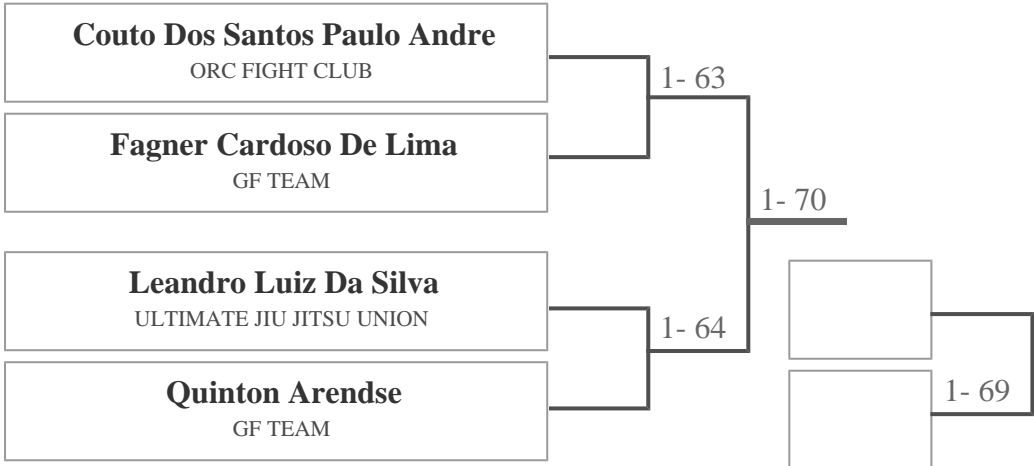 Couto Dos Santos Paulo Andre
ORC FIGHT CLUB
1- 63
Fagner Cardoso De Lima
GF TEAM
1- 70
Leandro Luiz Da Silva
ULTIMATE JIU JITSU UNION
1- 64
Quinton Arendse
GF TEAM
1- 69